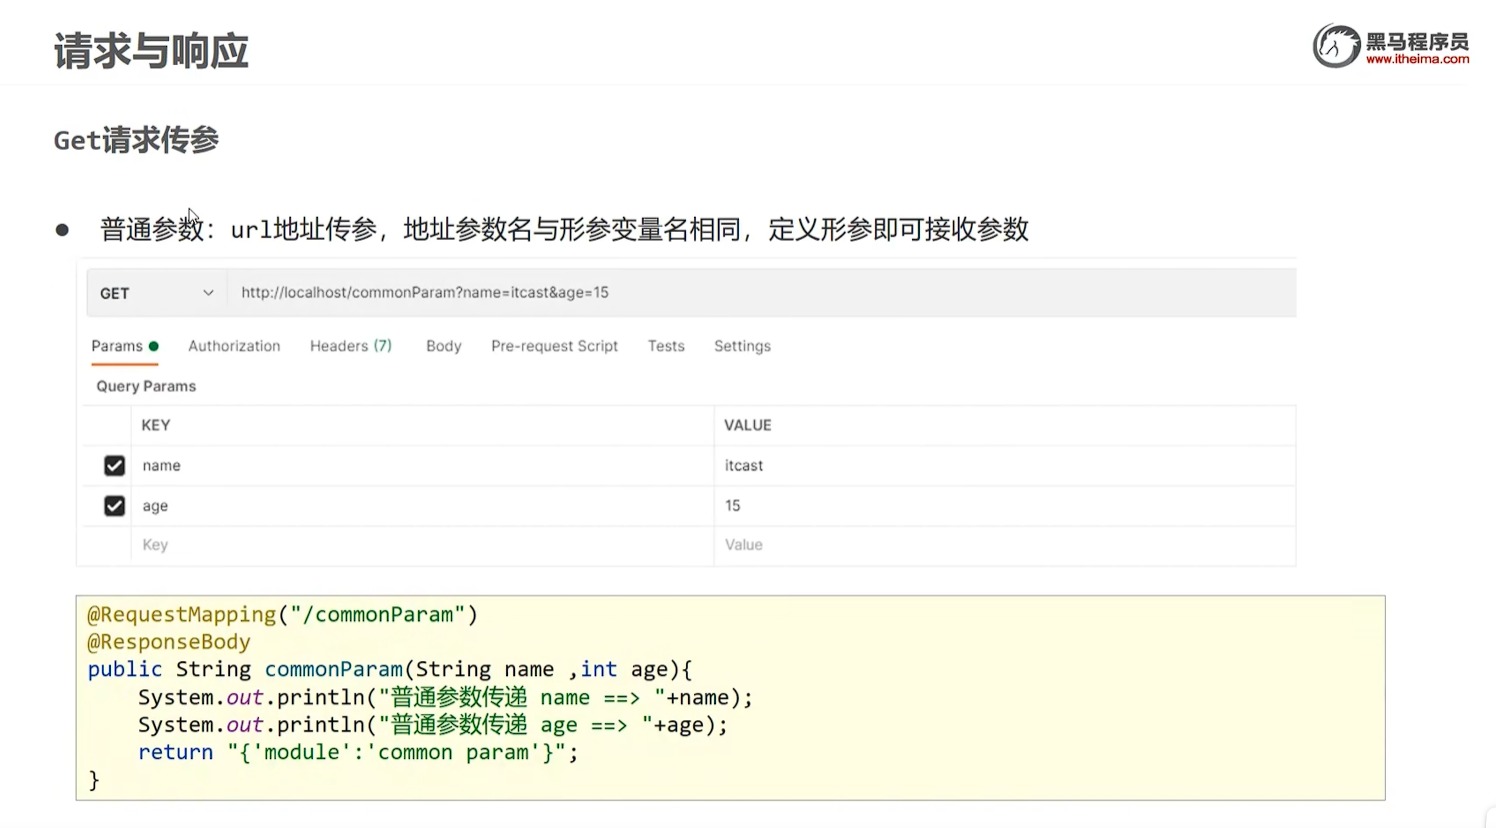 请求与响应
黑马程序员
www.itheima.com
Get请求传参
● 普通参数：url地址传参，地址参数名与形参变量名相同，定义形参即可接收参数
GET http://localhost/commonParam?name=itcast&age=15
Params Authorization Headers (7) Body Pre-request Script Tests Settings
Query Params
KEY VALUE
name itcast
age 15
Key Value
@RequestMapping("/commonParam")
@ResponseBody
public String commonParam(String name ,int age){
    System.out.println("普通参数传递 name ==> "+name);
    System.out.println("普通参数传递 age ==> "+age);
    return "{'module':'common param'}";
}